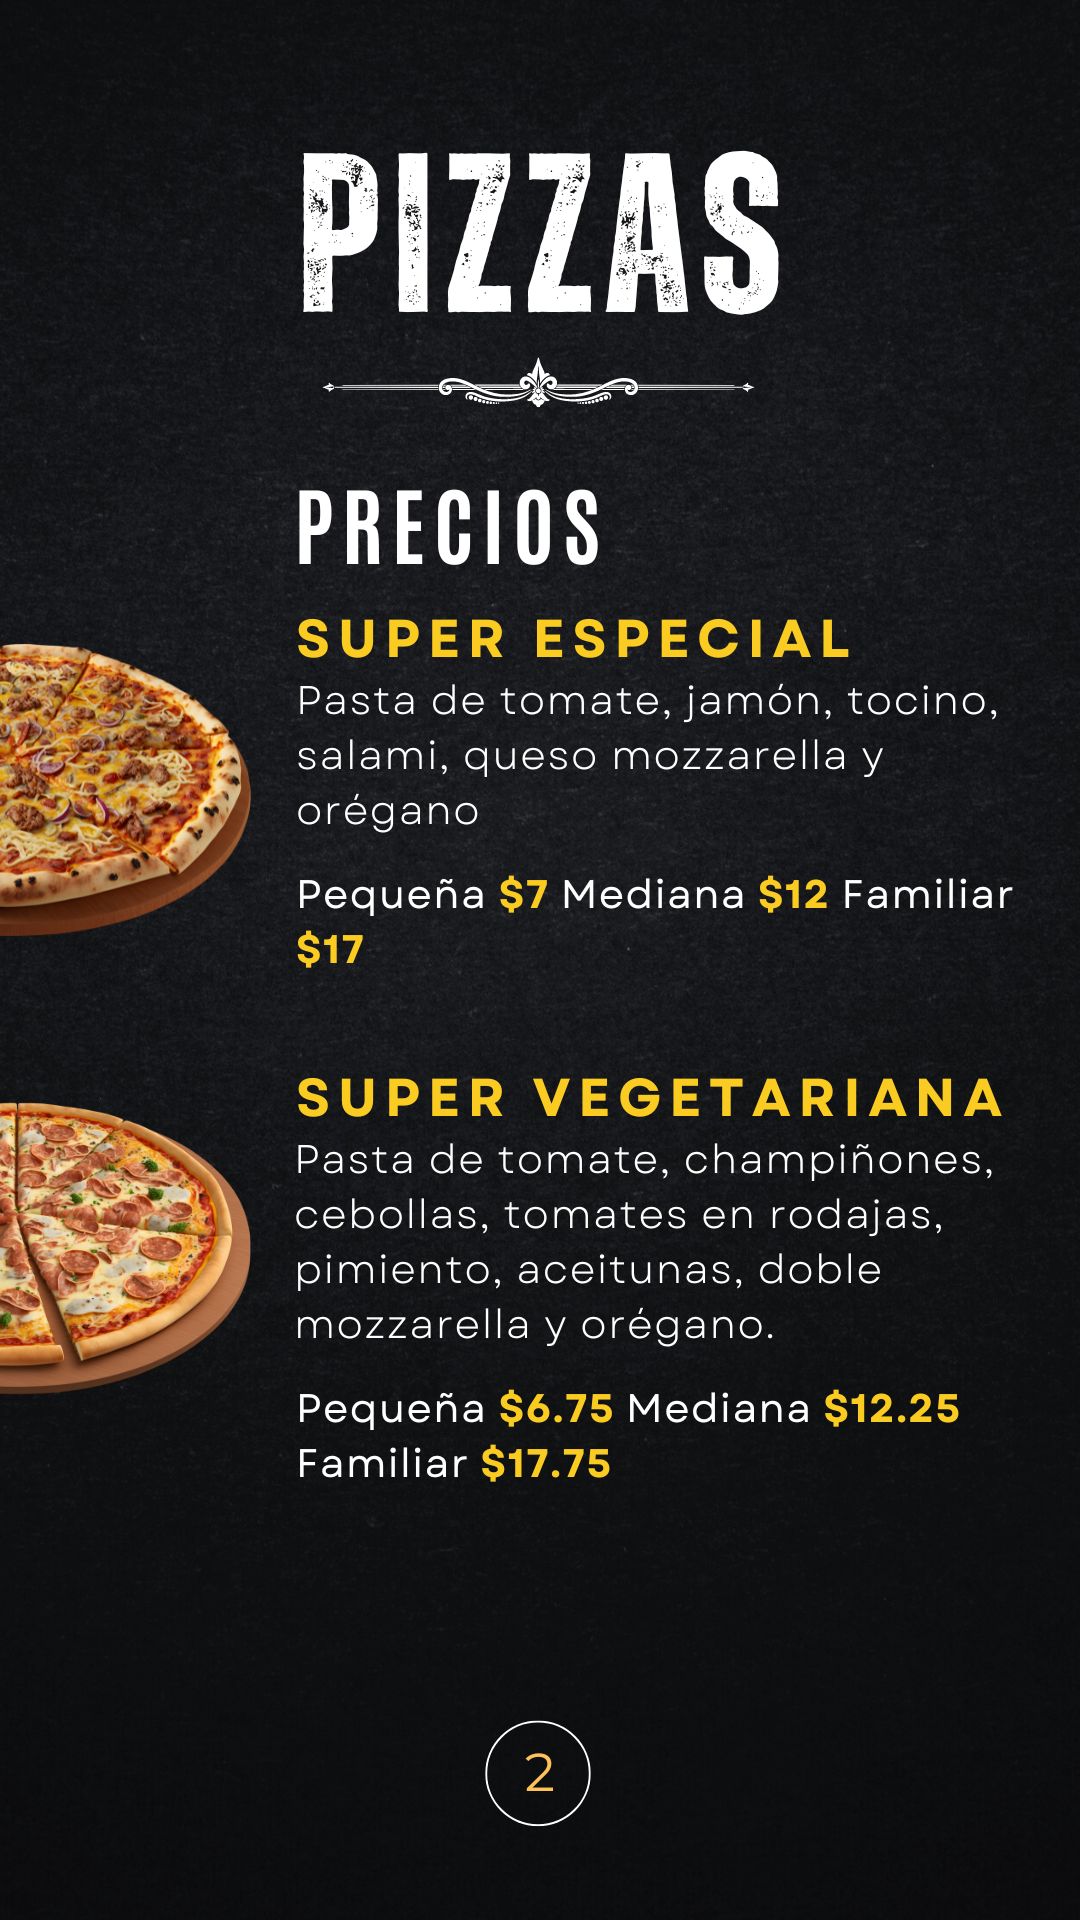 PIZZAS
PRECIOS
SUPER ESPECIAL
Pasta de tomate, jamón, tocino,
salami, queso mozzarella y
orégano
Pequeña $7 Mediana $12 Familiar
$17
SUPER VEGETARIANA
Pasta de tomate, champiñones,
cebollas, tomates en rodajas,
pimiento, aceitunas, doble
mozzarella y orégano.
Pequeña $6.75 Mediana $12.25
Familiar $17.75
2